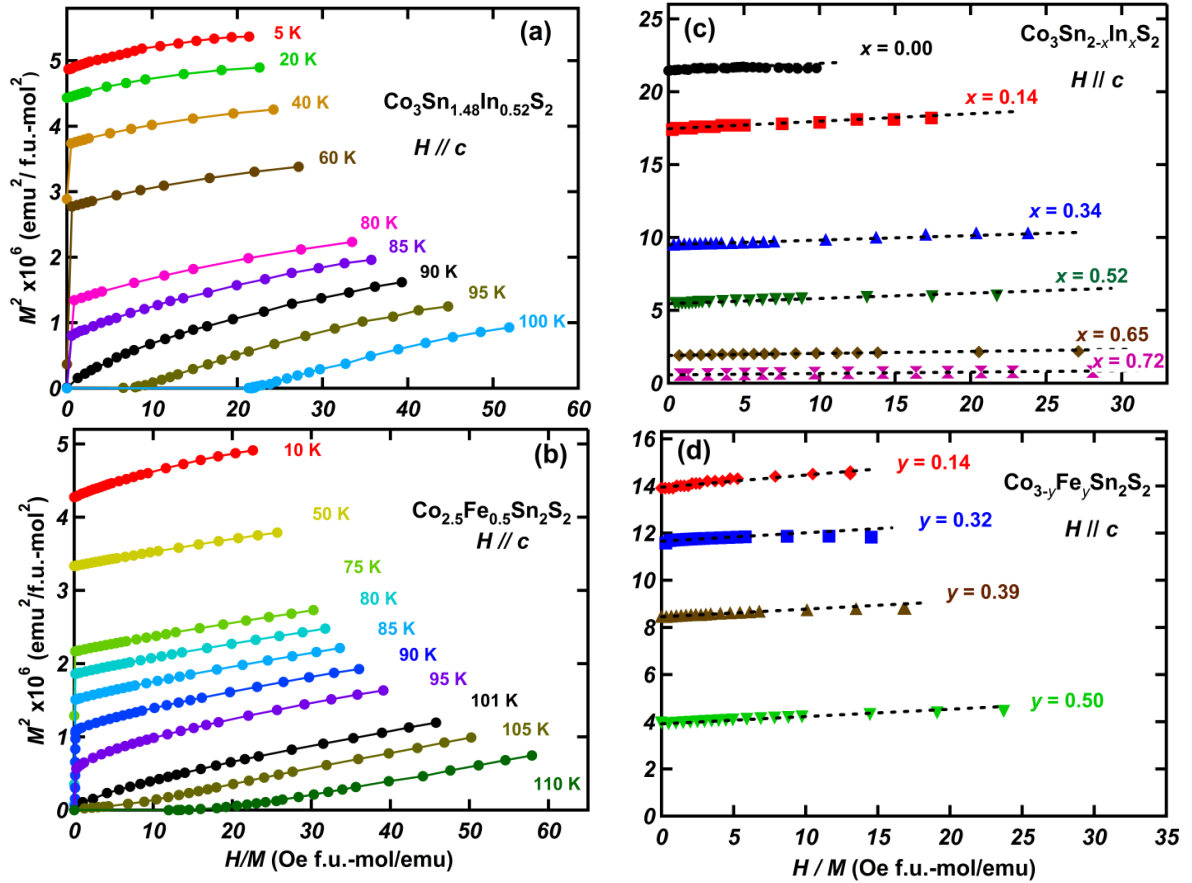 (a)
5 K
20 K
40 K
60 K
80 K
85 K
90 K
95 K
100 K
Co3Sn1.48In0.52S2
H // c
M2 x106 (emu2/ f.u.-mol2)
5
4
3
2
1
0
0 10 20 30 40 50 60
(b)
10 K
50 K
75 K
80 K
85 K
90 K
95 K
101 K
105 K
110 K
Co2.5Fe0.5Sn2S2
H // c
M2 x106 (emu2/f.u.-mol2)
5
4
3
2
1
0
0 10 20 30 40 50 60
H/M (Oe f.u.-mol/emu)
(c)
Co3Sn2-xInxS2
H // c
x = 0.00
x = 0.14
x = 0.34
x = 0.52
x = 0.65
x = 0.72
25
20
15
10
5
0
0 5 10 15 20 25 30
(d)
Co3-yFeySn2S2
H // c
y = 0.14
y = 0.32
y = 0.39
y = 0.50
16
14
12
10
8
6
4
2
0
0 5 10 15 20 25 30 35
H / M (Oe f.u.-mol/emu)